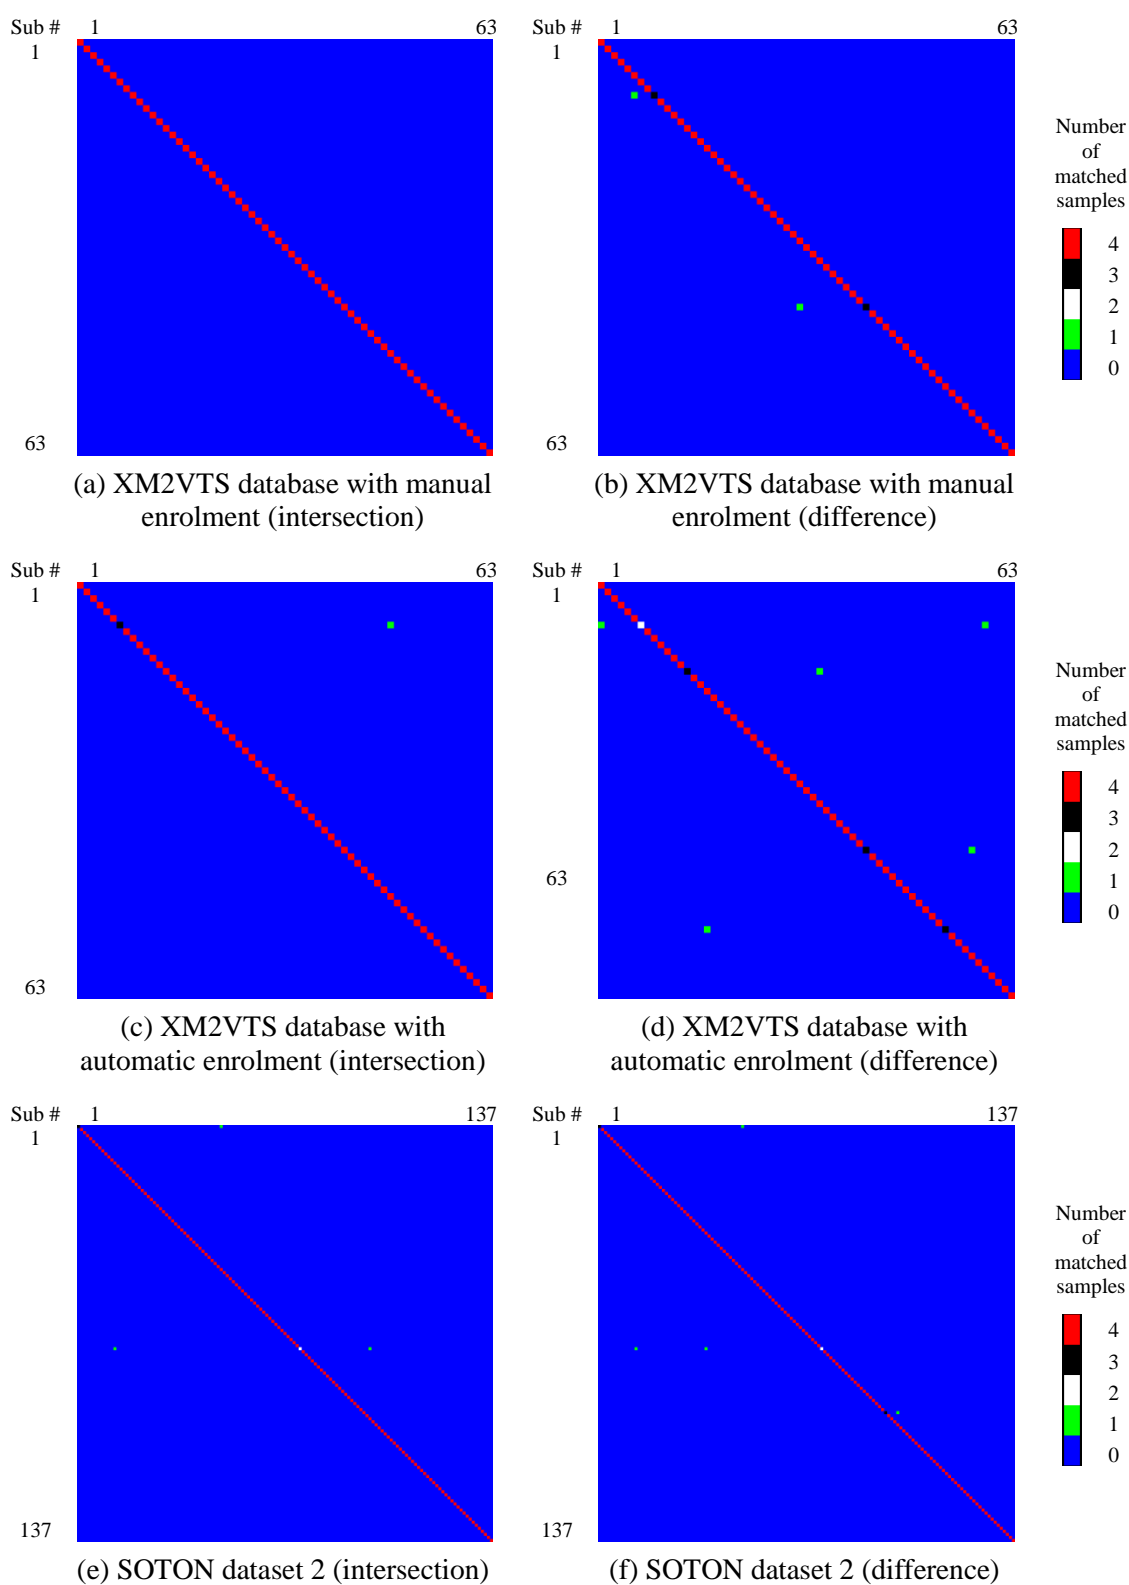 Sub # 1 63 Sub # 1 63
1 1
Number
of
matched
samples
4
3
2
1
0
63 63
(a) XM2VTS database with manual
enrolment (intersection)
(b) XM2VTS database with manual
enrolment (difference)
Sub # 1 63 Sub # 1 63
1 1
Number
of
matched
samples
4
3
2
1
0
63
63
(c) XM2VTS database with
automatic enrolment (intersection)
(d) XM2VTS database with
automatic enrolment (difference)
Sub # 1 137 Sub # 1 137
1 1
Number
of
matched
samples
4
3
2
1
0
137 137
(e) SOTON dataset 2 (intersection)
(f) SOTON dataset 2 (difference)